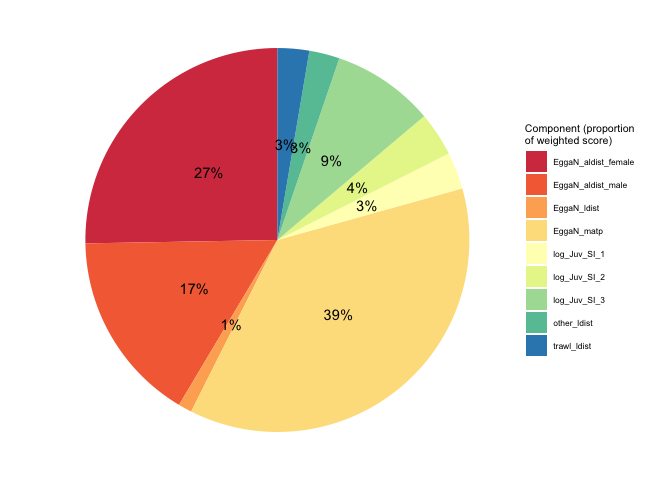 3%
3%
9%
27%
4%
3%
17%
39%
1%
Component (proportion
of weighted score)
EggaN_aldist_female
EggaN_aldist_male
EggaN_ldist
EggaN_matp
log_Juv_SI_1
log_Juv_SI_2
log_Juv_SI_3
other_ldist
trawl_ldist